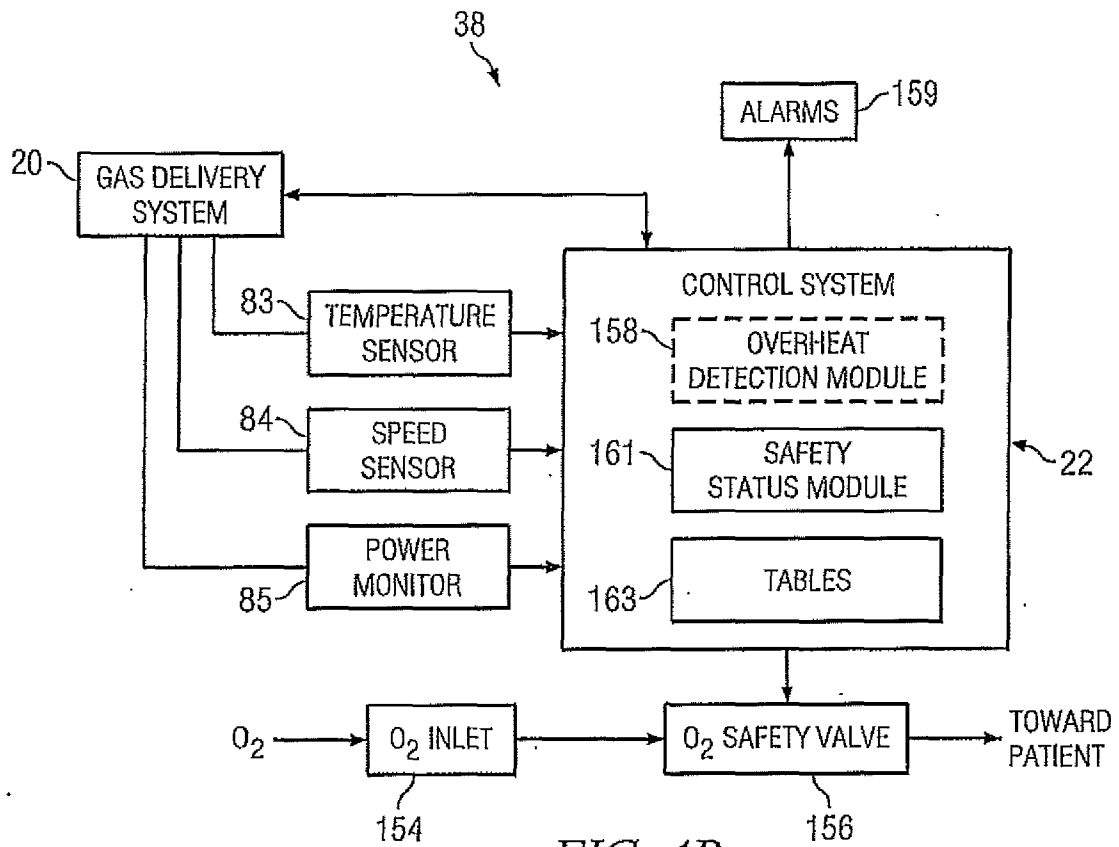 38
ALARMS
159
20
GAS DELIVERY
SYSTEM
83
TEMPERATURE
SENSOR
84
SPEED
SENSOR
POWER
MONITOR
85
CONTROL SYSTEM
158
OVERHEAT
DETECTION MODULE
161
SAFETY
STATUS MODULE
22
163
TABLES
O2
O2 INLET
154
O2 SAFETY VALVE
156
TOWARD
PATIENT